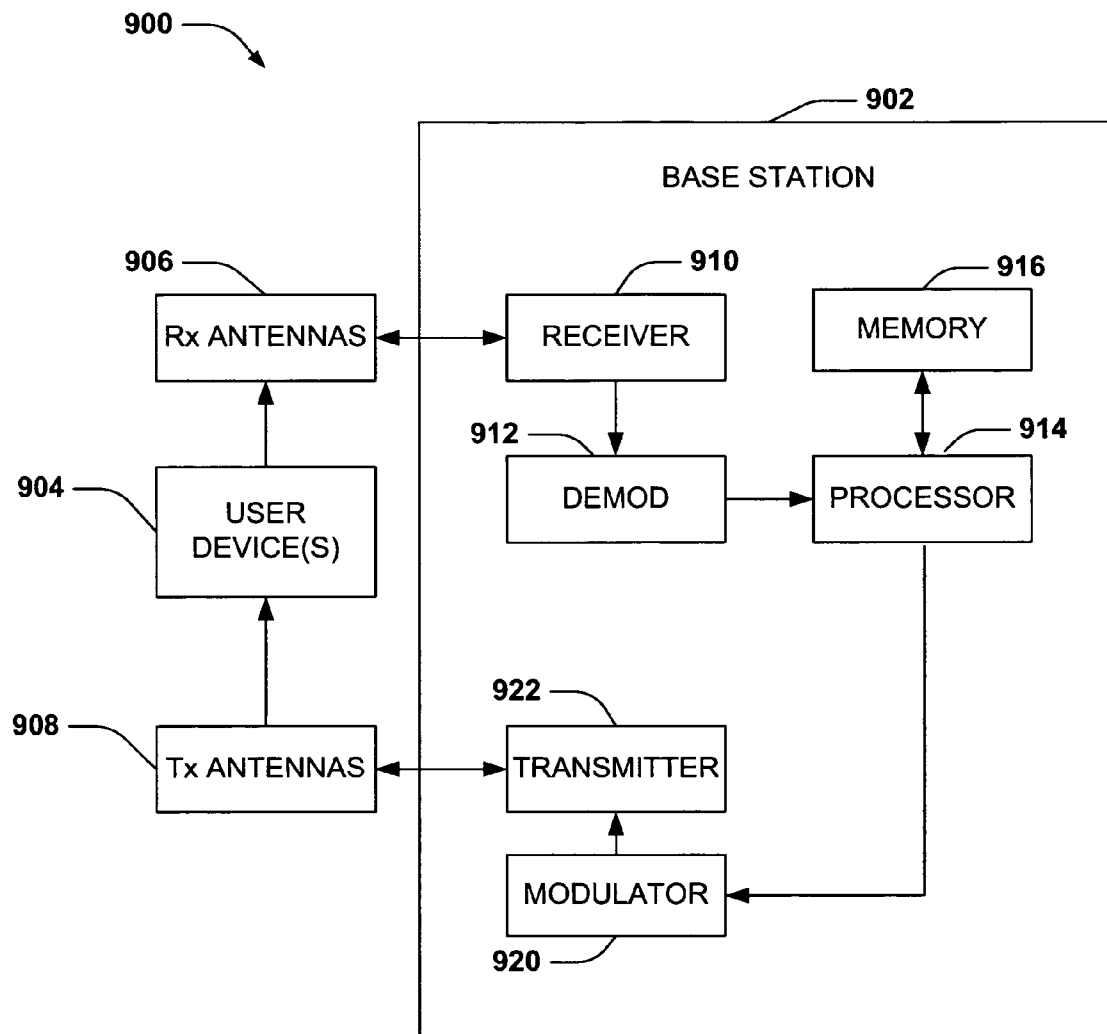 900
902
BASE STATION
906
910
916
Rx ANTENNAS
RECEIVER
MEMORY
912
914
904
USER
DEVICE(S)
DEMOD
PROCESSOR
922
908
Tx ANTENNAS
TRANSMITTER
MODULATOR
920